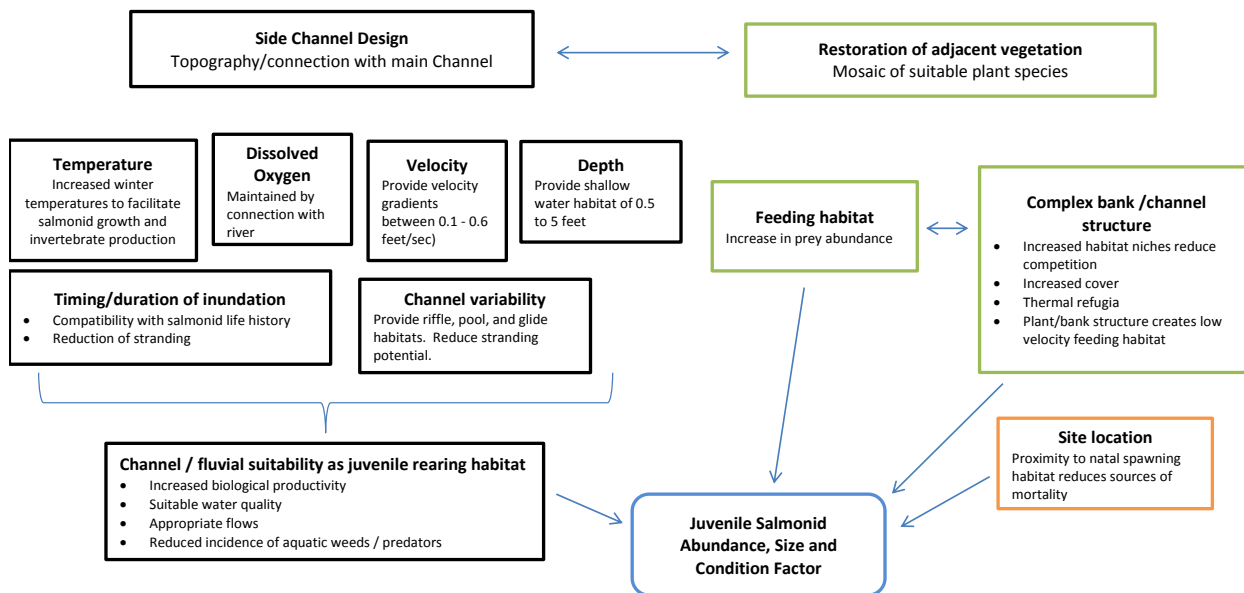 Side Channel Design
Topography/connection with main Channel
Restoration of adjacent vegetation
Mosaic of suitable plant species
Temperature
Increased winter
temperatures to facilitate
salmonid growth and
invertebrate production
Dissolved
Oxygen
Maintained by
connection with
river
Velocity
Provide velocity
gradients
between 0.1 - 0.6
feet/sec)
Depth
Provide shallow
water habitat of 0.5
to 5 feet
Feeding habitat
Increase in prey abundance
Complex bank /channel
structure
• Increased habitat niches reduce
competition
• Increased cover
• Thermal refugia
• Plant/bank structure creates low
velocity feeding habitat
Timing/duration of inundation
• Compatibility with salmonid life history
• Reduction of stranding
Channel variability
Provide riffle, pool, and glide
habitats. Reduce stranding
potential.
Channel / fluvial suitability as juvenile rearing habitat
• Increased biological productivity
• Suitable water quality
• Appropriate flows
• Reduced incidence of aquatic weeds / predators
Site location
Proximity to natal spawning
habitat reduces sources of
mortality
Juvenile Salmonid
Abundance, Size and
Condition Factor